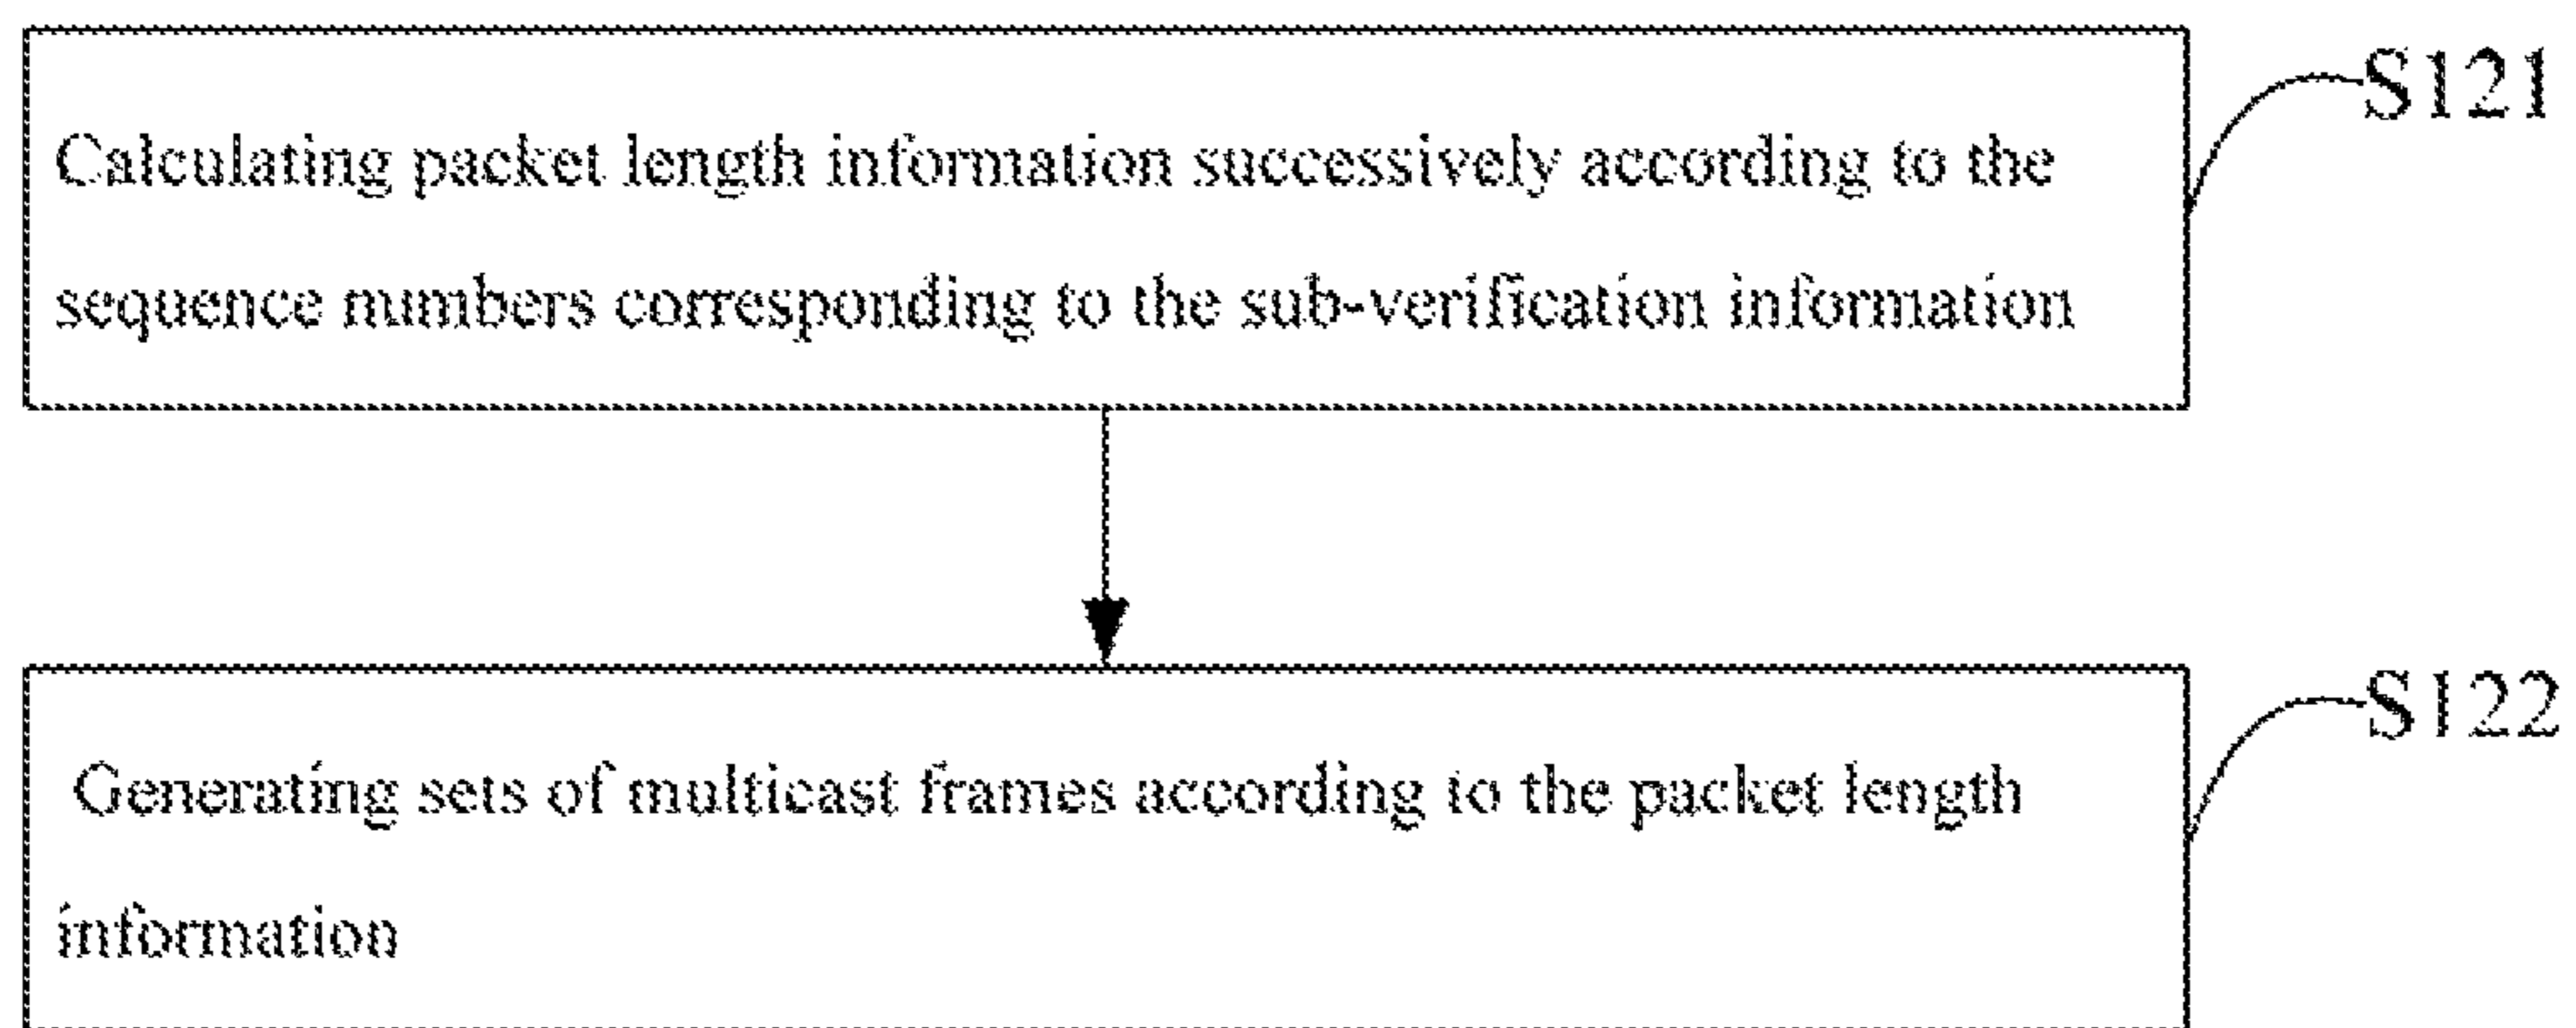 S121
Calculating packet length information successively according to the
sequence numbers corresponding to the sub-verification information
S122
Generating sets of multicast frames according to the packet length
information